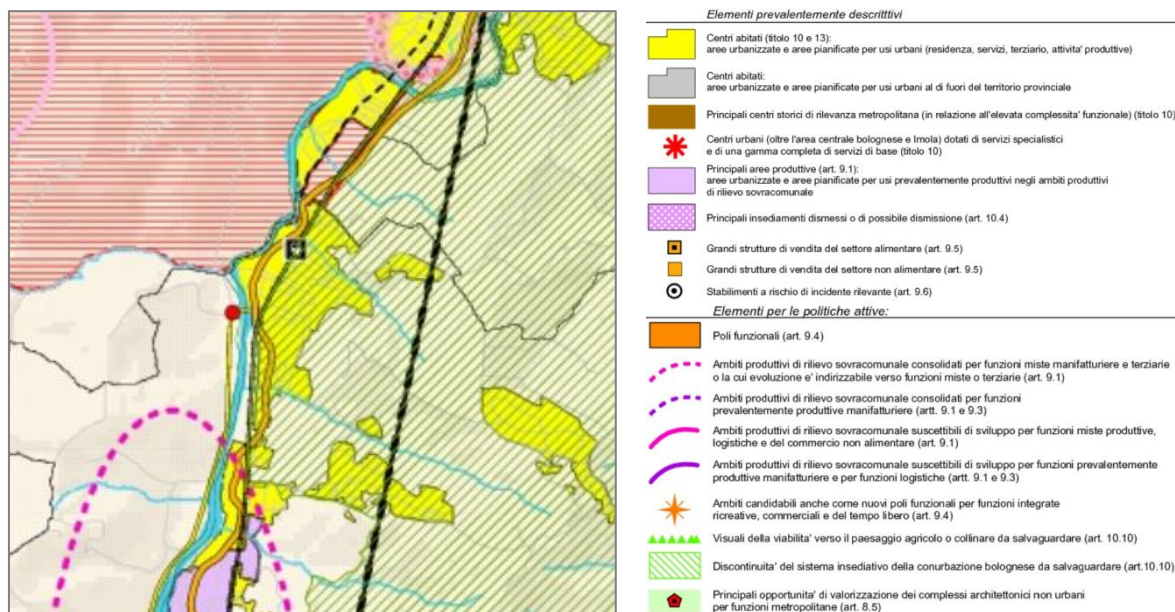 Elementi prevalentemente descritttivi
Centri abitati (titolo 10 e 13):
aree urbanizzate e aree pianificate per usi urbani (residenza, servizi, terziario, attivita' produttive)
Centri abitati:
aree urbanizzate e aree pianificate per usi urbani al di fuori del territorio provinciale
Principali centri storici di rilevanza metropolitana (in relazione all'elevata complessita' funzionale) (titolo 10)
Centri urbani (oltre l'area centrale bolognese e Imola) dotati di servizi specialistici
e di una gamma completa di servizi di base (titolo 10)
Principali aree produttive (art. 9.1):
aree urbanizzate e aree pianificate per usi prevalentemente produttivi negli ambiti produttivi
di rilievo sovracomunale
Principali insediamenti dismessi o di possibile dismissione (art. 10.4)
Grandi strutture di vendita del settore alimentare (art. 9.5)
Grandi strutture di vendita del settore non alimentare (art. 9.5)
Stabilimenti a rischio di incidente rilevante (art. 9.6)
Elementi per le politiche attive:
Poli funzionali (art. 9.4)
Ambiti produttivi di rilievo sovracomunale consolidati per funzioni miste manifatturiere e terziarie
o la cui evoluzione e' indirizzabile verso funzioni miste o terziarie (art. 9.1)
Ambiti produttivi di rilievo sovracomunale consolidati per funzioni
prevalentemente produttive manifatturiere (artt. 9.1 e 9.3)
Ambiti produttivi di rilievo sovracomunale suscettibili di sviluppo per funzioni miste produttive,
logistiche e del commercio non alimentare (art. 9.1)
Ambiti produttivi di rilievo sovracomunale suscettibili di sviluppo per funzioni prevalentemente
produttive manifatturiere e per funzioni logistiche (artt. 9.1 e 9.3)
Ambiti candidabili anche come nuovi poli funzionali per funzioni integrate
ricreative, commerciali e del tempo libero (art. 9.4)
Visuali della viabilita' verso il paesaggio agricolo o collinare da salvaguardare (art. 10.10)
Discontinuita' del sistema insediativo della conurbazione bolognese da salvaguardare (art.10.10)
Principali opportunita' di valorizzazione dei complessi architettonici non urbani
per funzioni metropolitane (art. 8.5)